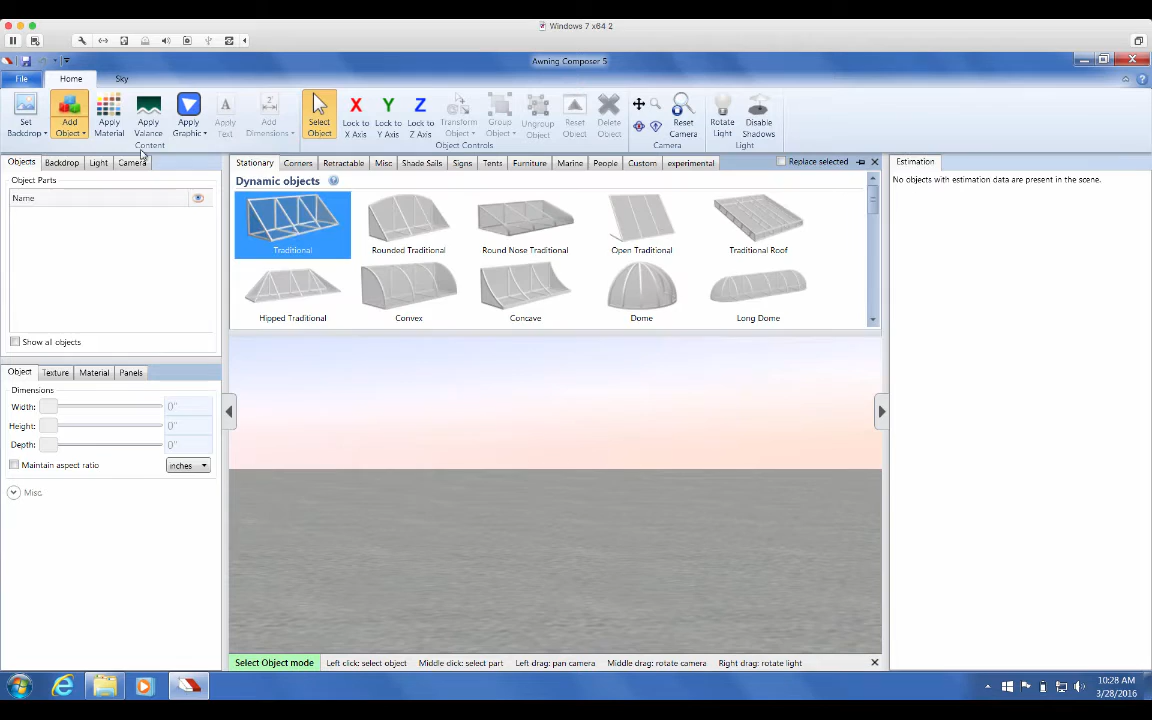 Windows 7 x64 2
Awning Composer 5
File Home Sky
Set Backdrop Add Object Apply Material Apply Valance Apply Graphic Apply Text Add Dimensions Select Object Lock to X Axis Lock to Y Axis Lock to Z Axis Transform Object Group Object Ungroup Object Reset Object Delete Object Reset Camera Rotate Light Disable Shadows
Content Object Controls Camera Light
Objects Backdrop Light Camera
Object Parts
Name
Show all objects
Object Texture Material Panels
Dimensions
Width: 0"
Height: 0"
Depth: 0"
Maintain aspect ratio inches
Misc.
Stationary Corners Retractable Misc Shade Sails Signs Tents Furniture Marine People Custom experimental Replace selected
Dynamic objects
Traditional Rounded Traditional Round Nose Traditional Open Traditional Traditional Roof
Hipped Traditional Convex Concave Dome Long Dome
Select Object mode Left click: select object Middle click: select part Left drag: pan camera Middle drag: rotate camera Right drag: rotate light
Estimation
No objects with estimation data are present in the scene.
10:28 AM
3/28/2016